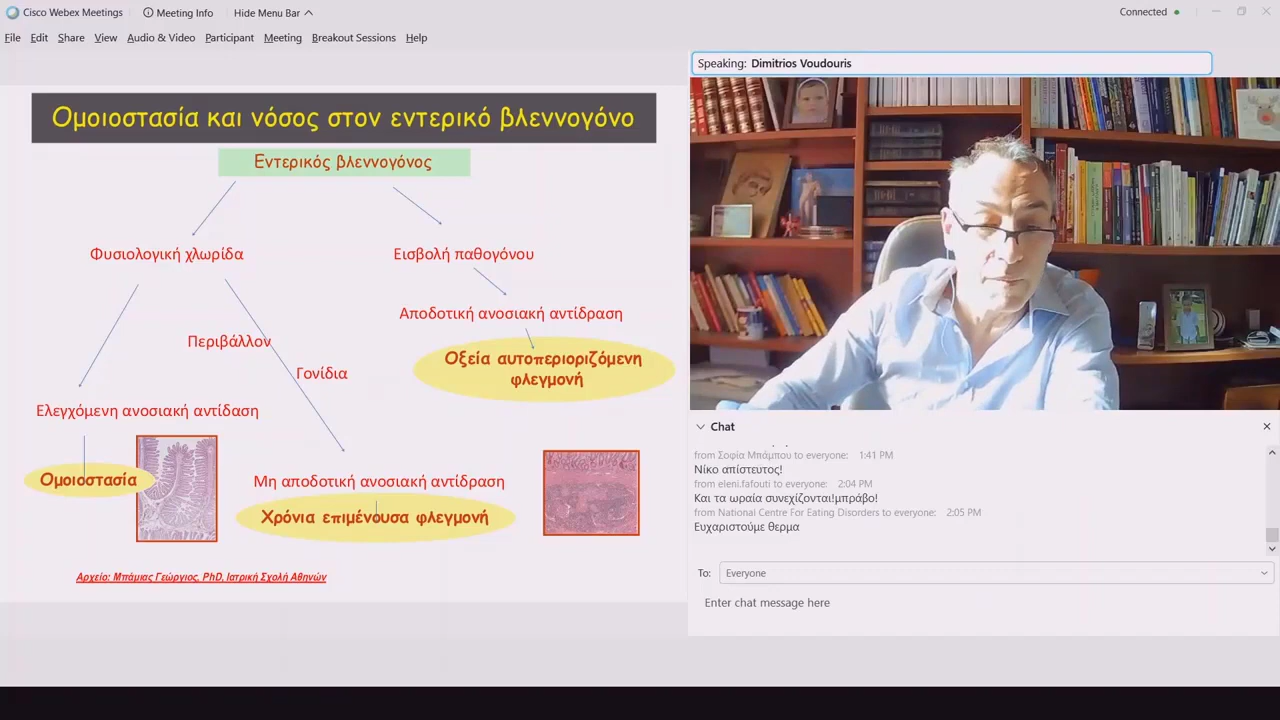 Cisco Webex Meetings
Meeting Info
Hide Menu Bar
Connected
File Edit Share View Audio & Video Participant Meeting Breakout Sessions Help
Speaking: Dimitrios Voudouris
Ομοιοστασία και νόσος στον εντερικό βλεννογόνο
Εντερικός βλεννογόνος
Φυσιολογική χλωρίδα
Εισβολή παθογόνου
Αποδοτική ανοσιακή αντίδραση
Περιβάλλον
Οξεία αυτοπεριοριζόμενη
φλεγμονή
Γονίδια
Ελεγχόμενη ανοσιακή αντίδαση
Ομοιοστασία
Μη αποδοτική ανοσιακή αντίδραση
Χρόνια επιμένουσα φλεγμονή
Αρχείο: Μπάμιας Γεώργιος, PhD, Ιατρική Σχολή Αθηνών
Chat
from Σοφία Μπάμπου to everyone: 1:41 PM
Νίκο απίστευτος!
from eleni.fafouti to everyone: 2:04 PM
Και τα ωραία συνεχίζονται!μπράβο!
from National Centre For Eating Disorders to everyone: 2:05 PM
Ευχαριστούμε θερμα
To: Everyone
Enter chat message here